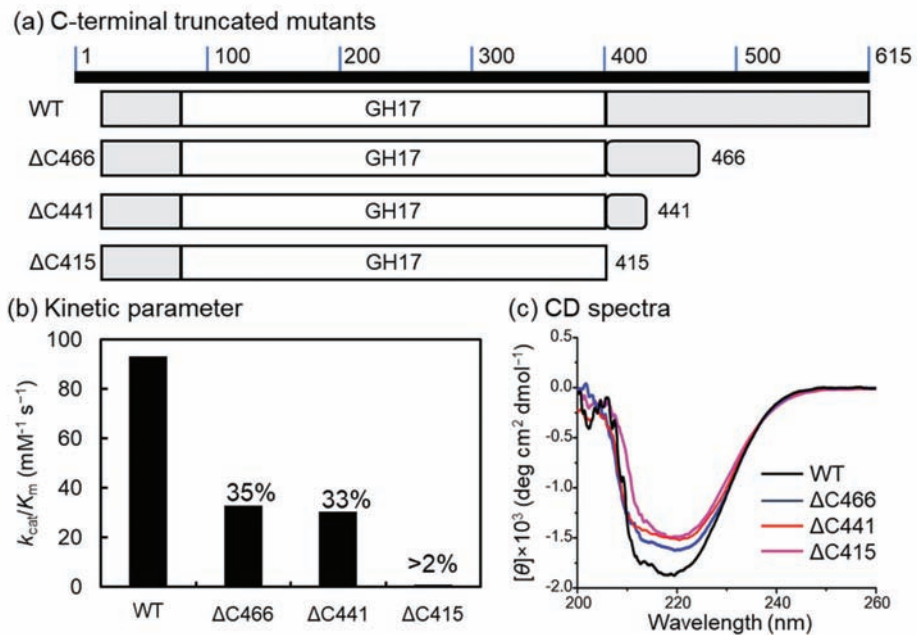 (a) C-terminal truncated mutants
1 100 200 300 400 500 615
WT GH17
ΔC466 GH17 466
ΔC441 GH17 441
ΔC415 GH17 415
(b) Kinetic parameter
100
80
60
40
20
0
kcat/Km (mM⁻¹ s⁻¹)
35%
33%
>2%
WT ΔC466 ΔC441 ΔC415
(c) CD spectra
0.5
0.0
-0.5
-1.0
-1.5
-2.0
[θ]×10³ (deg cm² dmol⁻¹)
WT
ΔC466
ΔC441
ΔC415
200 220 240 260
Wavelength (nm)